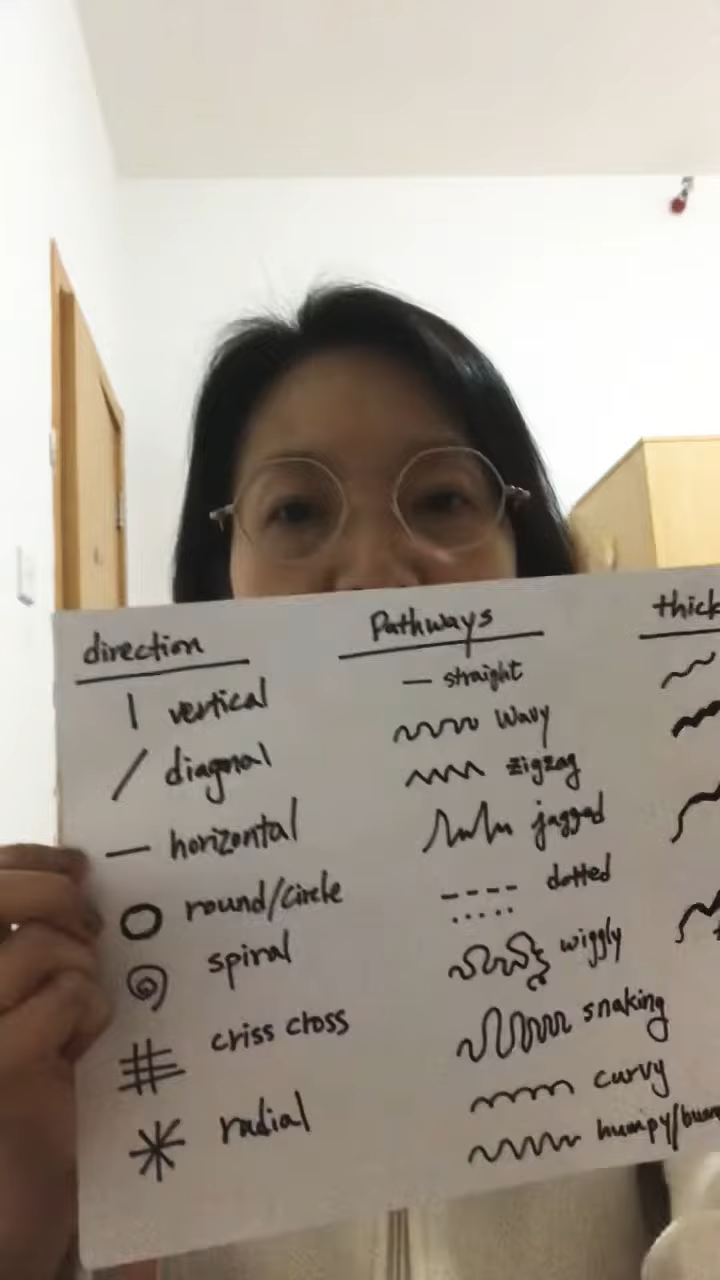 direction
vertical
diagonal
horizontal
round/circle
spiral
criss cross
radial
Pathways
straight
wavy
zigzag
jagged
dotted
wiggly
snaking
curvy
humpy/
thick